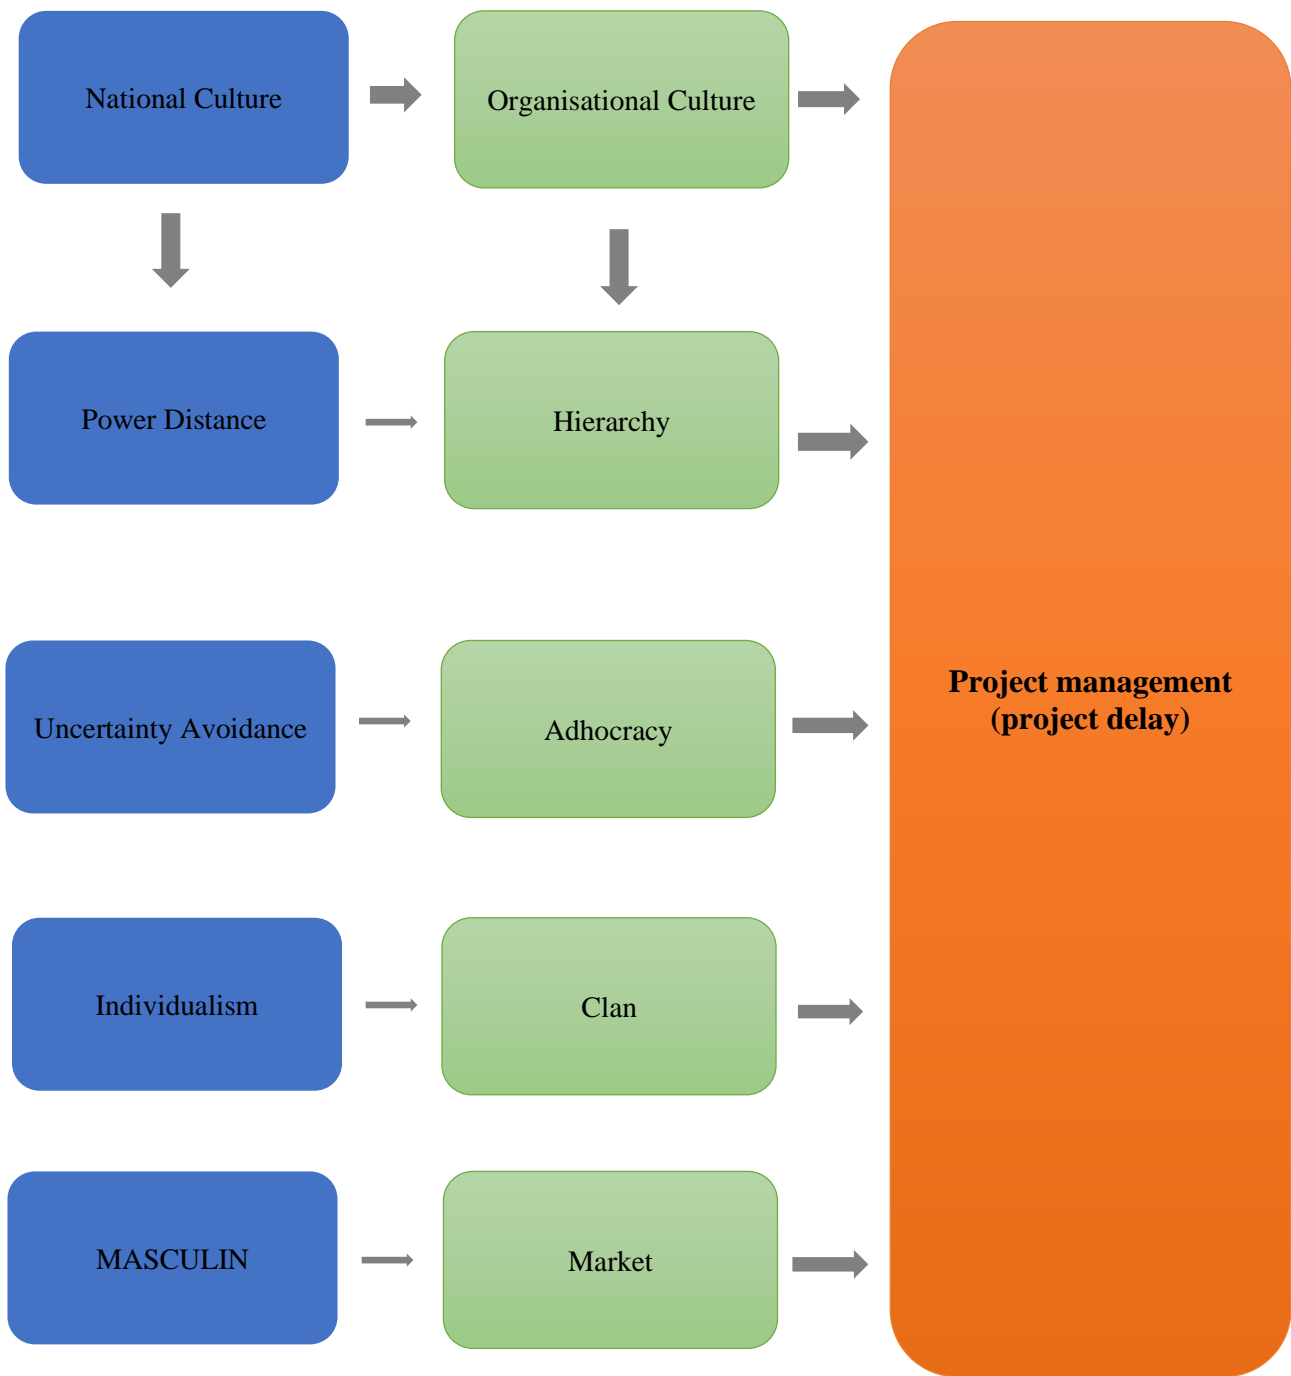 National Culture
Organisational Culture
Power Distance
Hierarchy
Project management
(project delay)
Uncertainty Avoidance
Adhocracy
Individualism
Clan
MASCULIN
Market